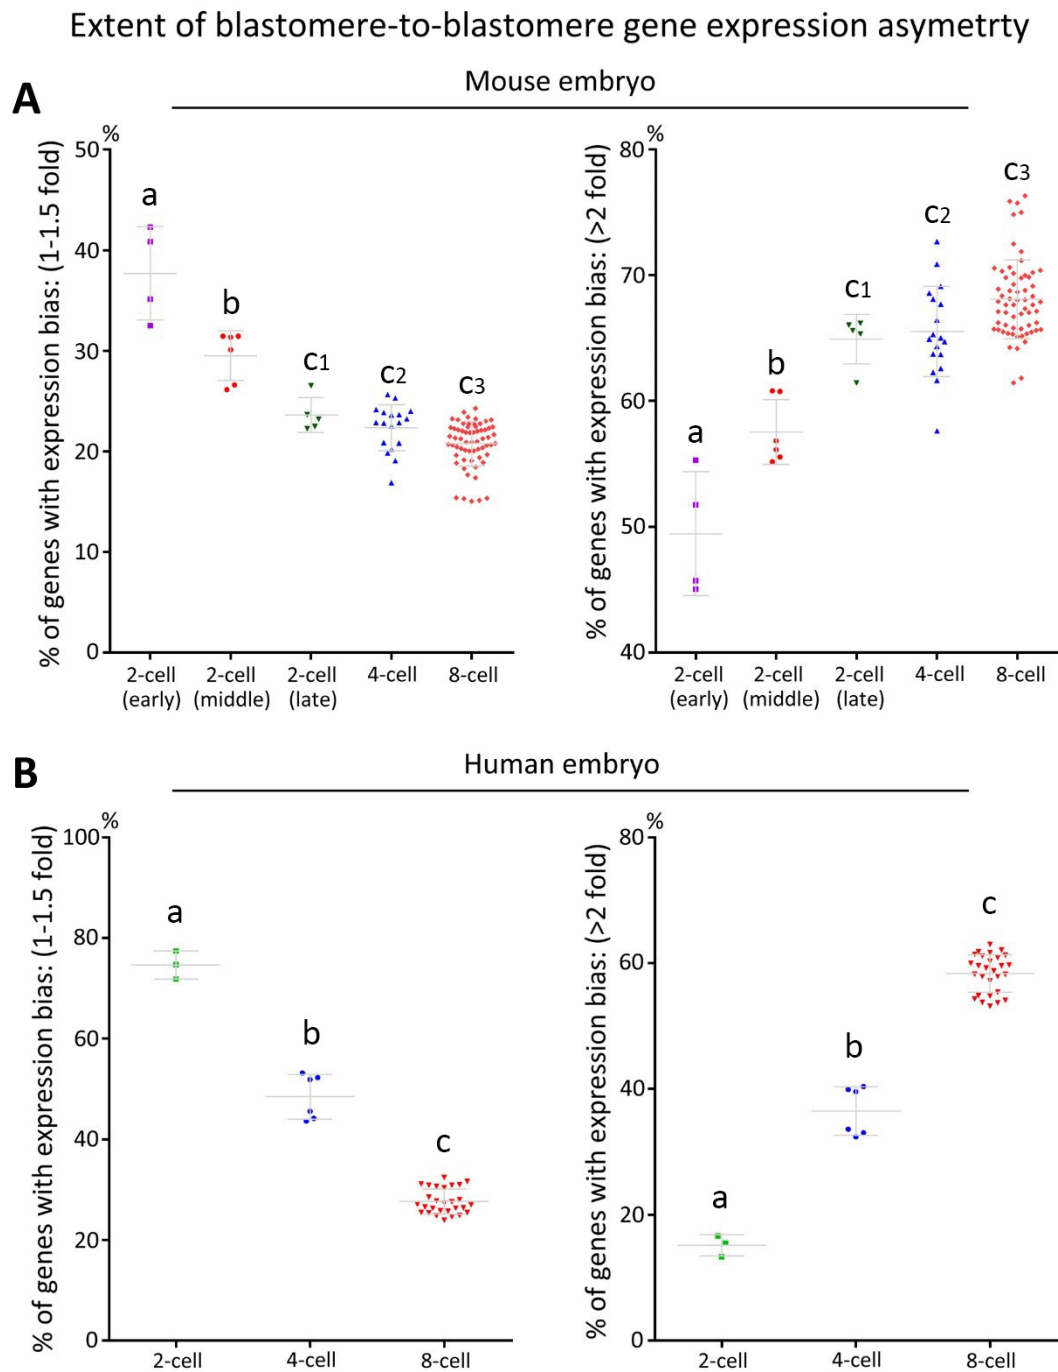 Extent of blastomere-to-blastomere gene expression asymetrty
A
Mouse embryo
% of genes with expression bias: (1-1.5 fold)
%
50
40
30
20
10
0
a
b
c1
c2
c3
2-cell (early)
2-cell (middle)
2-cell (late)
4-cell
8-cell
% of genes with expression bias: (>2 fold)
%
80
70
60
50
40
a
b
c1
c2
c3
2-cell (early)
2-cell (middle)
2-cell (late)
4-cell
8-cell
B
Human embryo
% of genes with expression bias: (1-1.5 fold)
%
100
80
60
40
20
0
a
b
c
2-cell
4-cell
8-cell
% of genes with expression bias: (>2 fold)
%
80
60
40
20
0
a
b
c
2-cell
4-cell
8-cell